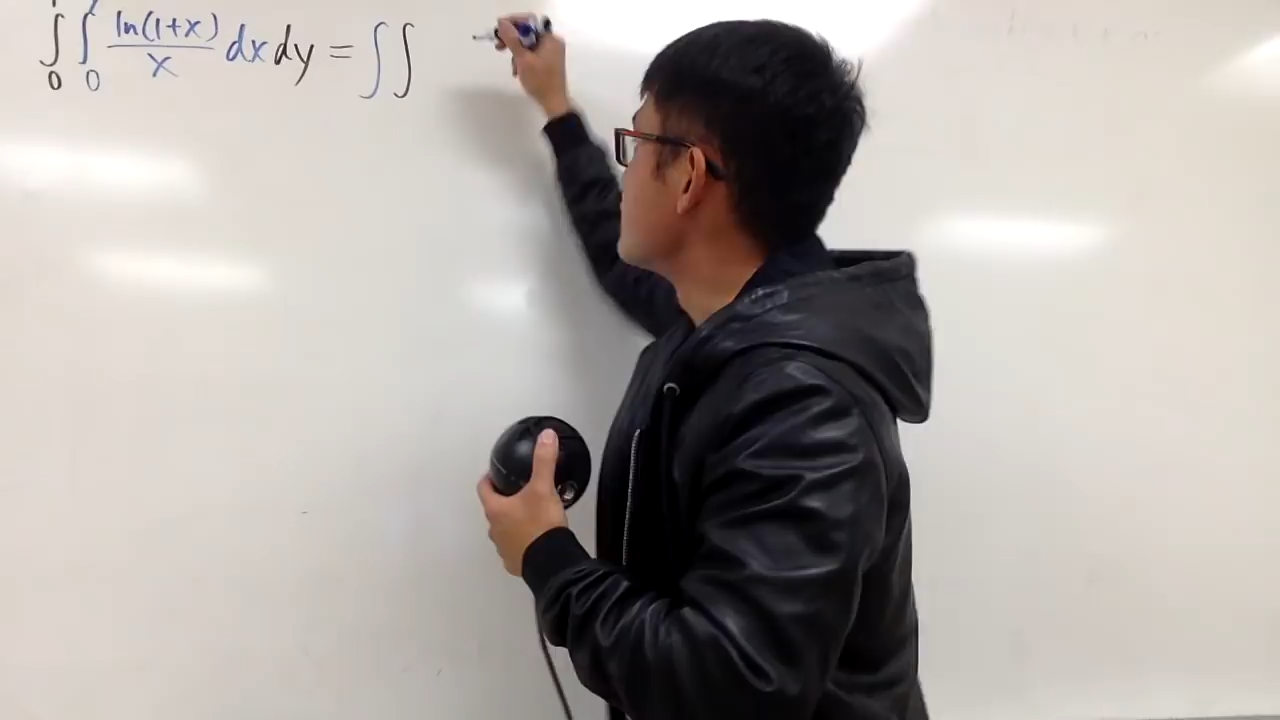 ∫₀ ∫₀ ln(1+x)/x dx dy = ∫∫